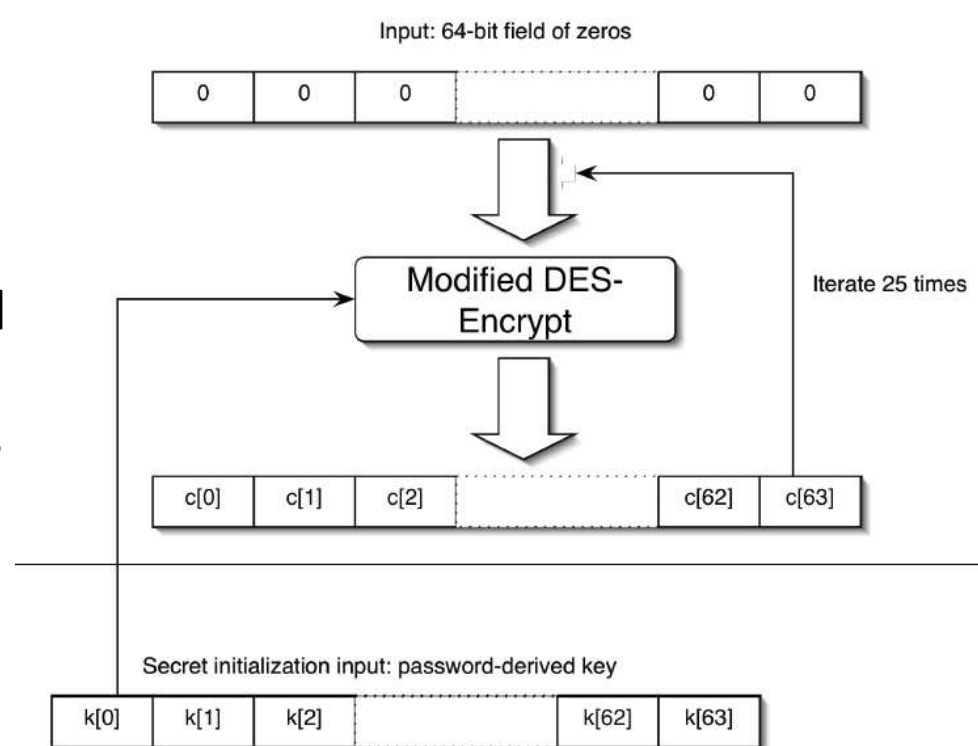 Input: 64-bit field of zeros
0 0 0 0 0
Modified DES-
Encrypt
Iterate 25 times
c[0] c[1] c[2] c[62] c[63]
Secret initialization input: password-derived key
k[0] k[1] k[2] k[62] k[63]